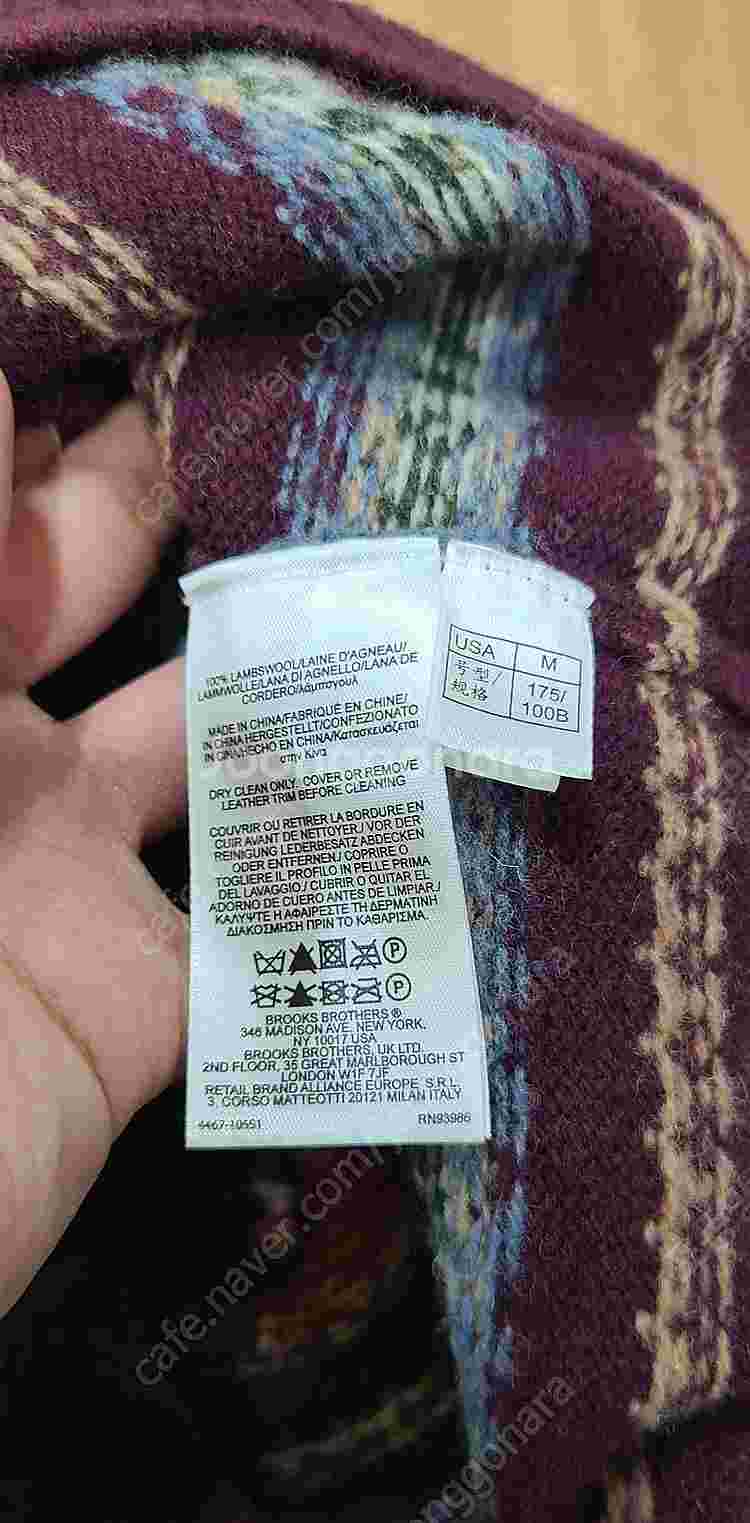 100% LAMBSWOOL/LAINE D'AGNEAU/
LAMMWOLLE/LANA DI AGNELLO/LANA DE
CORDERO/λάμπσγουλ
MADE IN CHINA/FABRIQUÉ EN CHINE/
IN CHINA HERGESTELLT/CONFEZIONATO
IN CINA/HECHO EN CHINA/Κατασκευάζεται
στην Κίνα
DRY CLEAN ONLY. COVER OR REMOVE
LEATHER TRIM BEFORE CLEANING
COUVRIR OU RETIRER LA BORDURE EN
CUIR AVANT DE NETTOYER./ VOR DER
REINIGUNG LEDERBESATZ ABDECKEN
ODER ENTFERNEN./ COPRIRE O
TOGLIERE IL PROFILO IN PELLE PRIMA
DEL LAVAGGIO./ CUBRIR O QUITAR EL
ADORNO DE CUERO ANTES DE LIMPIAR./
ΚΑΛΥΨΤΕ Η ΑΦΑΙΡΕΣΤΕ ΤΗ ΔΕΡΜΑΤΙΝΗ
ΔΙΑΚΟΣΜΗΣΗ ΠΡΙΝ ΤΟ ΚΑΘΑΡΙΣΜΑ.
P
P
BROOKS BROTHERS ®
346 MADISON AVE, NEW YORK,
NY 10017 USA
BROOKS BROTHERS, UK LTD.
2ND FLOOR, 35 GREAT MARLBOROUGH ST
LONDON W1F 7JF
RETAIL BRAND ALLIANCE EUROPE, S.R.L.
3, CORSO MATTEOTTI 20121 MILAN ITALY
4467-10551 RN93986
USA M
号型/ 175/
规格 100B
cafe.naver.com/jo
cafe.naver.com/